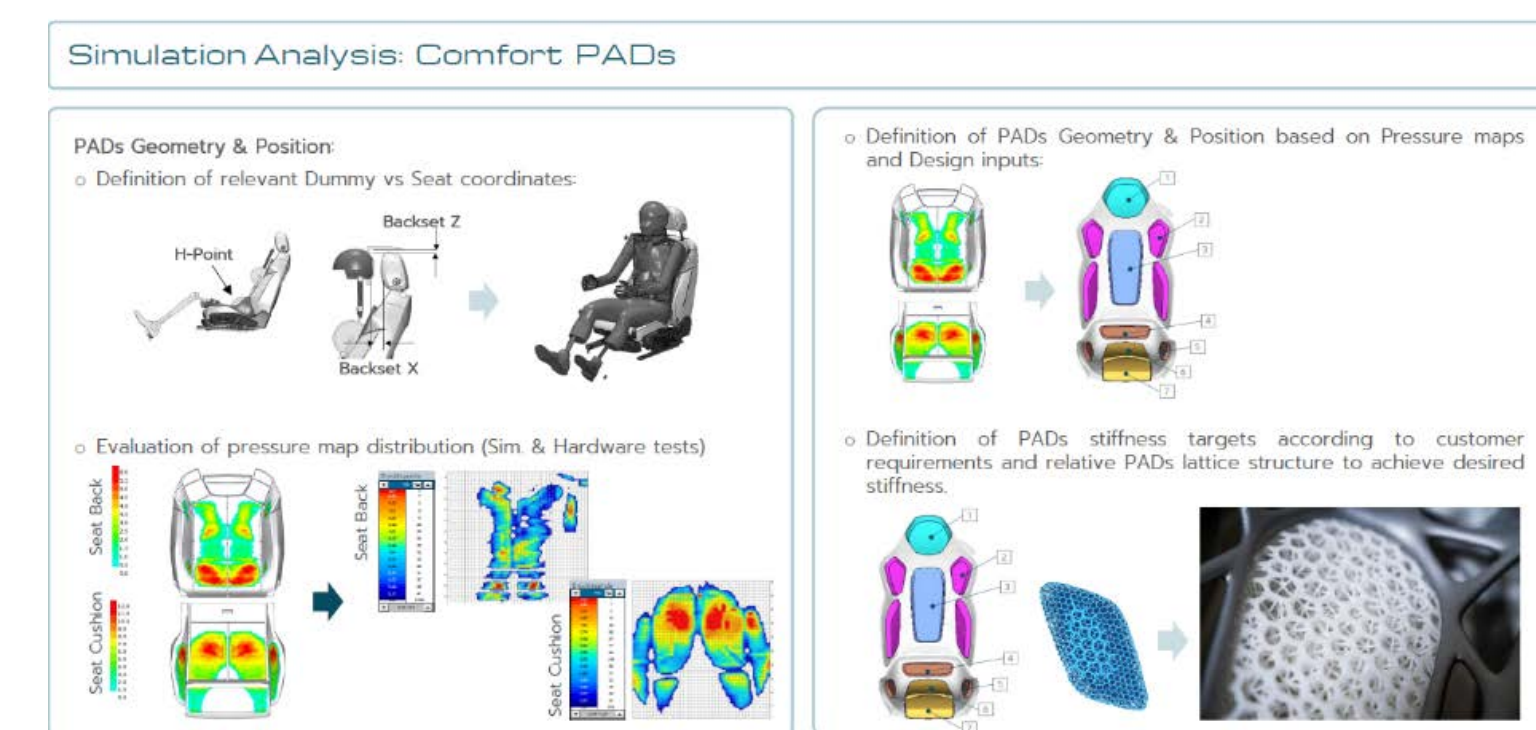 Simulation Analysis: Comfort PADs
PADs Geometry & Position:
o Definition of relevant Dummy vs Seat coordinates:
Backset Z
H-Point
Backset X
o Evaluation of pressure map distribution (Sim. & Hardware tests)
Seat Back
Seat Cushion
Seat Back
Seat Cushion
o Definition of PADs Geometry & Position based on Pressure maps
and Design inputs:
1
2
3
4
5
6
7
o Definition of PADs stiffness targets according to customer
requirements and relative PADs lattice structure to achieve desired
stiffness.
1
2
3
4
5
6
7